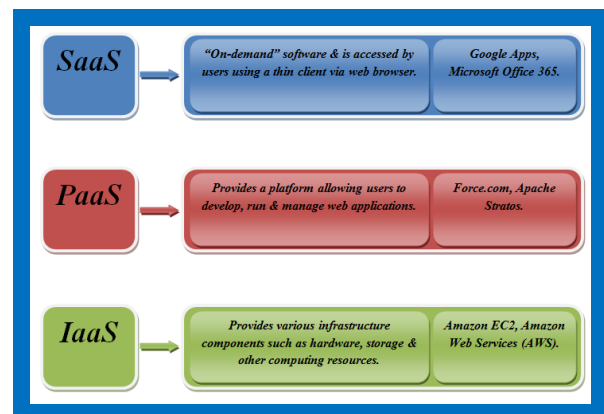 SaaS
“On-demand” software & is accessed by
users using a thin client via web browser.
Google Apps,
Microsoft Office 365.
PaaS
Provides a platform allowing users to
develop, run & manage web applications.
Force.com, Apache
Stratos.
IaaS
Provides various infrastructure
components such as hardware, storage &
other computing resources.
Amazon EC2, Amazon
Web Services (AWS).